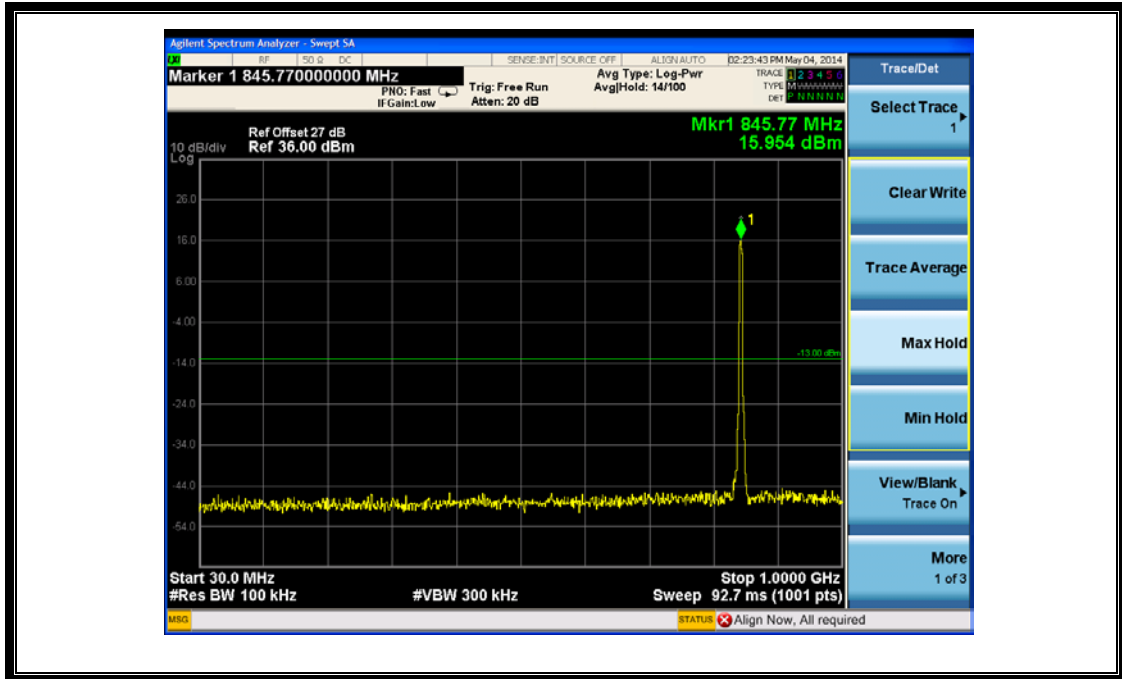 Agilent Spectrum Analyzer - Swept SA
RF 50 Ω DC SENSE:INT SOURCE OFF ALIGN AUTO 02:23:43 PM May 04, 2014
Marker 1 845.770000000 MHz
PNO: Fast
IFGain:Low
Trig: Free Run
Atten: 20 dB
Avg Type: Log-Pwr
Avg|Hold: 14/100
TRACE 1 2 3 4 5 6
TYPE M
DET P N N N N N
Ref Offset 27 dB
Ref 36.00 dBm
10 dB/div
Log
Mkr1 845.77 MHz
15.954 dBm
26.0
16.0
6.00
-4.00
-14.0
-24.0
-34.0
-44.0
-54.0
1
-13.00 dBm
Start 30.0 MHz
#Res BW 100 kHz
#VBW 300 kHz
Stop 1.0000 GHz
Sweep 92.7 ms (1001 pts)
MSG
STATUS Align Now, All required
Trace/Det
Select Trace
1
Clear Write
Trace Average
Max Hold
Min Hold
View/Blank
Trace On
More
1 of 3